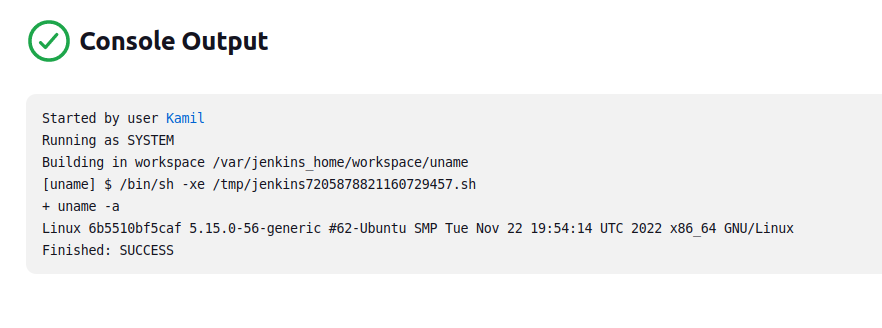 Console Output
Started by user Kamil
Running as SYSTEM
Building in workspace /var/jenkins_home/workspace/uname
[uname] $ /bin/sh -xe /tmp/jenkins7205878821160729457.sh
+ uname -a
Linux 6b5510bf5caf 5.15.0-56-generic #62-Ubuntu SMP Tue Nov 22 19:54:14 UTC 2022 x86_64 GNU/Linux
Finished: SUCCESS